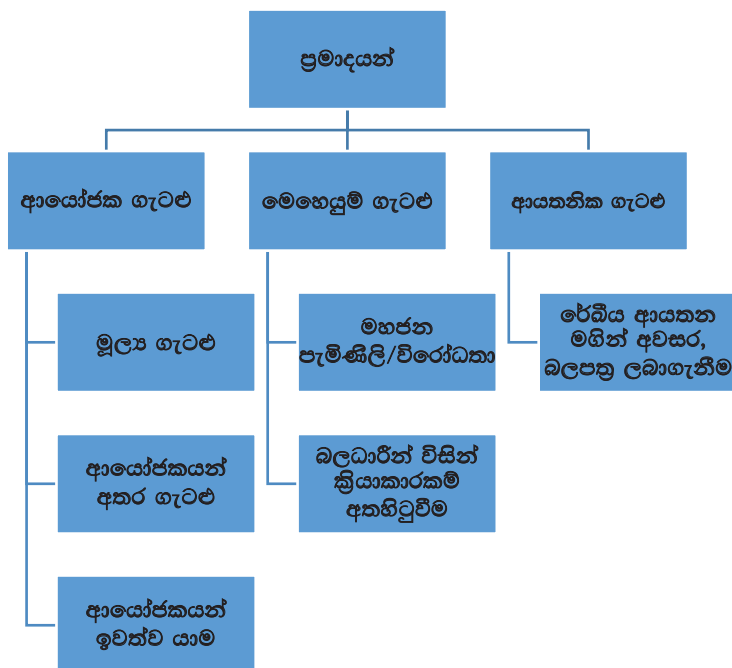 ප්‍රමාදයන්
ආයෝජක ගැටළු
මෙහෙයුම් ගැටළු
ආයතනික ගැටළු
මූල්‍ය ගැටළු
ආයෝජකයන්
අතර ගැටළු
ආයෝජකයන්
ඉවත්ව යාම
මහජන
පැමිණිලි/විරෝධතා
බලධාරීන් විසින්
ක්‍රියාකාරකම්
අතහිටුවීම
රේඛීය ආයතන
මගින් අවසර,
බලපත්‍ර ලබාගැනීම